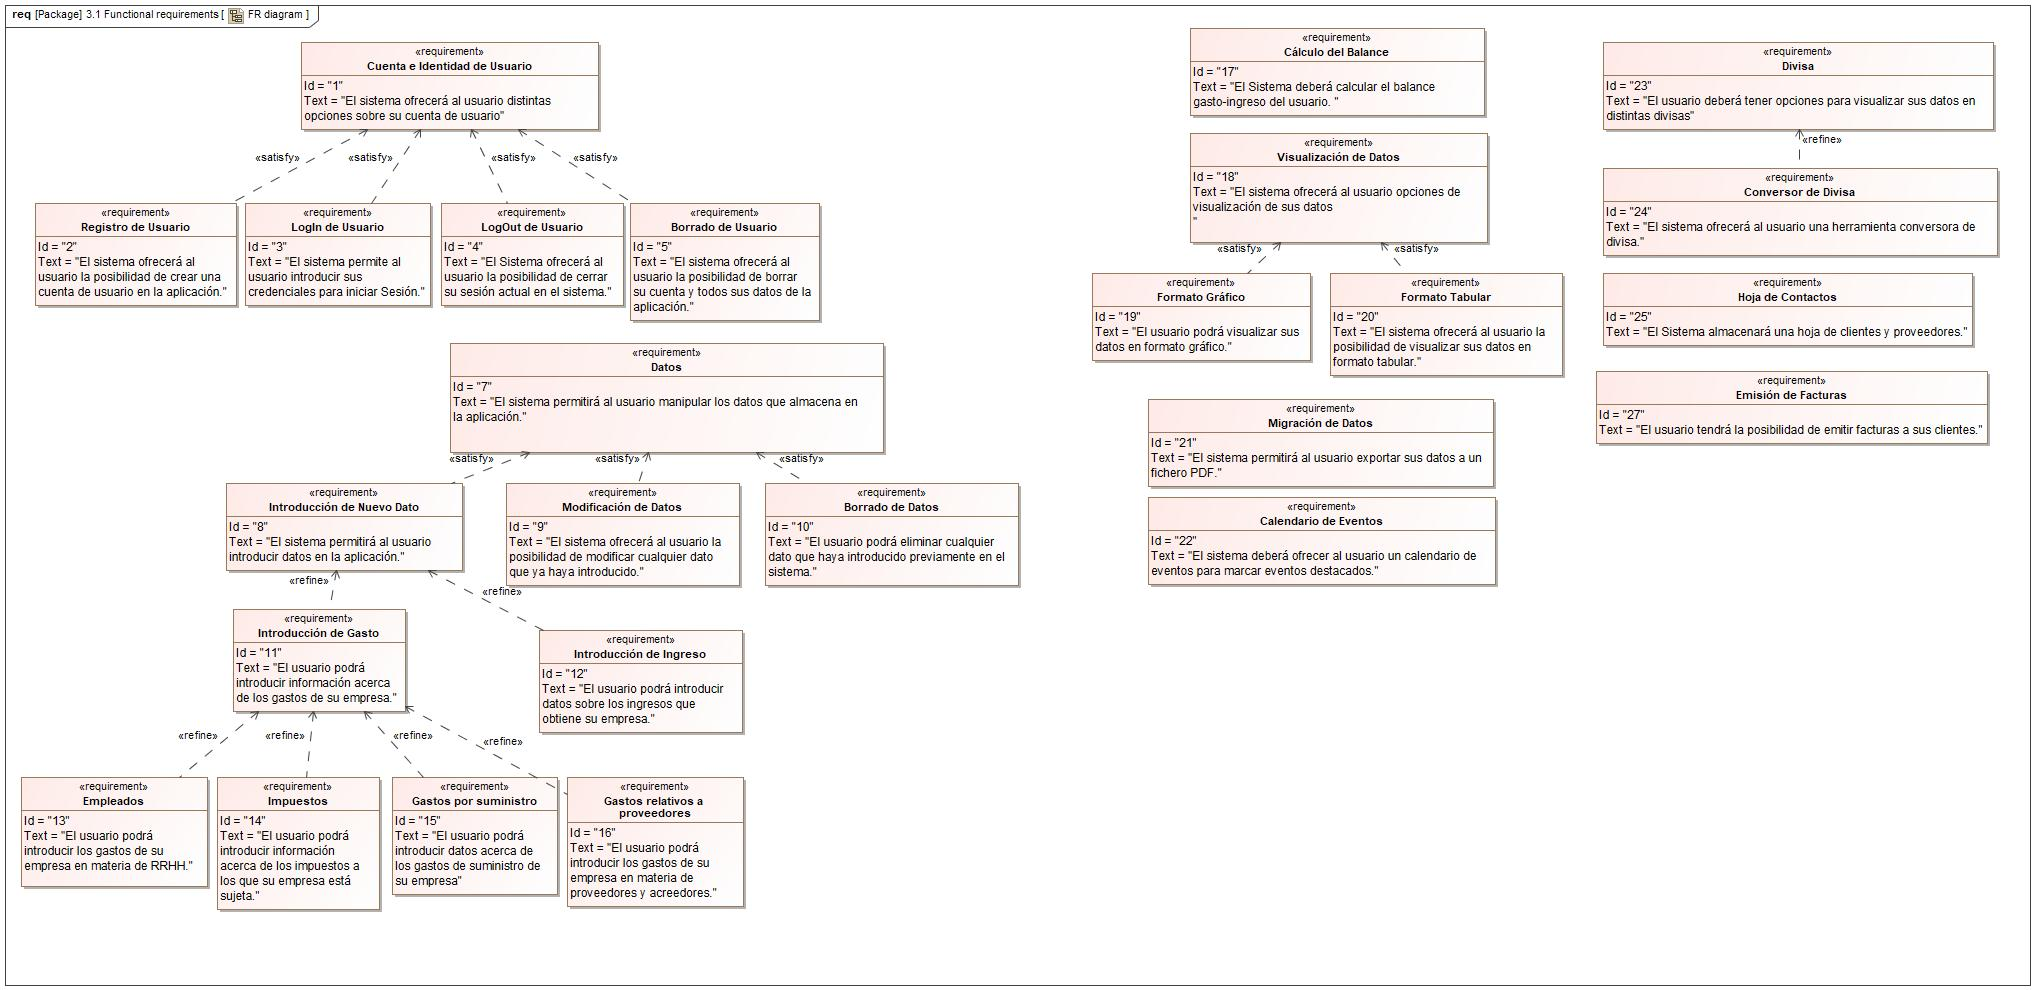 req [Package] 3.1 Functional requirements [ FR diagram ]
«requirement»
Cuenta e Identidad de Usuario
Id = "1"
Text = "El sistema ofrecerá al usuario distintas
opciones sobre su cuenta de usuario"
«satisfy»
«satisfy»
«satisfy»
«satisfy»
«requirement»
Registro de Usuario
Id = "2"
Text = "El sistema ofrecerá al
usuario la posibilidad de crear una
cuenta de usuario en la aplicación."
«requirement»
LogIn de Usuario
Id = "3"
Text = "El sistema permite al
usuario introducir sus
credenciales para iniciar Sesión."
«requirement»
LogOut de Usuario
Id = "4"
Text = "El Sistema ofrecerá al
usuario la posibilidad de cerrar
su sesión actual en el sistema."
«requirement»
Borrado de Usuario
Id = "5"
Text = "El sistema ofrecerá al
usuario la posibilidad de borrar
su cuenta y todos sus datos de la
aplicación."
«requirement»
Datos
Id = "7"
Text = "El sistema permitirá al usuario manipular los datos que almacena en
la aplicación."
«satisfy»
«satisfy»
«satisfy»
«requirement»
Introducción de Nuevo Dato
Id = "8"
Text = "El sistema permitirá al usuario
introducir datos en la aplicación."
«requirement»
Modificación de Datos
Id = "9"
Text = "El sistema ofrecerá al usuario la
posibilidad de modificar cualquier dato
que ya haya introducido."
«requirement»
Borrado de Datos
Id = "10"
Text = "El usuario podrá eliminar cualquier
dato que haya introducido previamente en el
sistema."
«refine»
«refine»
«requirement»
Introducción de Gasto
Id = "11"
Text = "El usuario podrá
introducir información acerca
de los gastos de su empresa."
«requirement»
Introducción de Ingreso
Id = "12"
Text = "El usuario podrá introducir
datos sobre los ingresos que
obtiene su empresa."
«refine»
«refine»
«refine»
«refine»
«requirement»
Empleados
Id = "13"
Text = "El usuario podrá
introducir los gastos de su
empresa en materia de RRHH."
«requirement»
Impuestos
Id = "14"
Text = "El usuario podrá
introducir información
acerca de los impuestos a
los que su empresa está
sujeta."
«requirement»
Gastos por suministro
Id = "15"
Text = "El usuario podrá
introducir datos acerca de
los gastos de suministro de
su empresa"
«requirement»
Gastos relativos a
proveedores
Id = "16"
Text = "El usuario podrá
introducir los gastos de su
empresa en materia de
proveedores y acreedores."
«requirement»
Cálculo del Balance
Id = "17"
Text = "El Sistema deberá calcular el balance
gasto-ingreso del usuario. "
«requirement»
Visualización de Datos
Id = "18"
Text = "El sistema ofrecerá al usuario opciones de
visualización de sus datos
"
«satisfy»
«satisfy»
«requirement»
Formato Gráfico
Id = "19"
Text = "El usuario podrá visualizar sus
datos en formato gráfico."
«requirement»
Formato Tabular
Id = "20"
Text = "El sistema ofrecerá al usuario la
posibilidad de visualizar sus datos en
formato tabular."
«requirement»
Migración de Datos
Id = "21"
Text = "El sistema permitirá al usuario exportar sus datos a un
fichero PDF."
«requirement»
Calendario de Eventos
Id = "22"
Text = "El sistema deberá ofrecer al usuario un calendario de
eventos para marcar eventos destacados."
«requirement»
Divisa
Id = "23"
Text = "El usuario deberá tener opciones para visualizar sus datos en
distintas divisas"
«refine»
«requirement»
Conversor de Divisa
Id = "24"
Text = "El sistema ofrecerá al usuario una herramienta conversora de
divisa."
«requirement»
Hoja de Contactos
Id = "25"
Text = "El Sistema almacenará una hoja de clientes y proveedores."
«requirement»
Emisión de Facturas
Id = "27"
Text = "El usuario tendrá la posibilidad de emitir facturas a sus clientes."